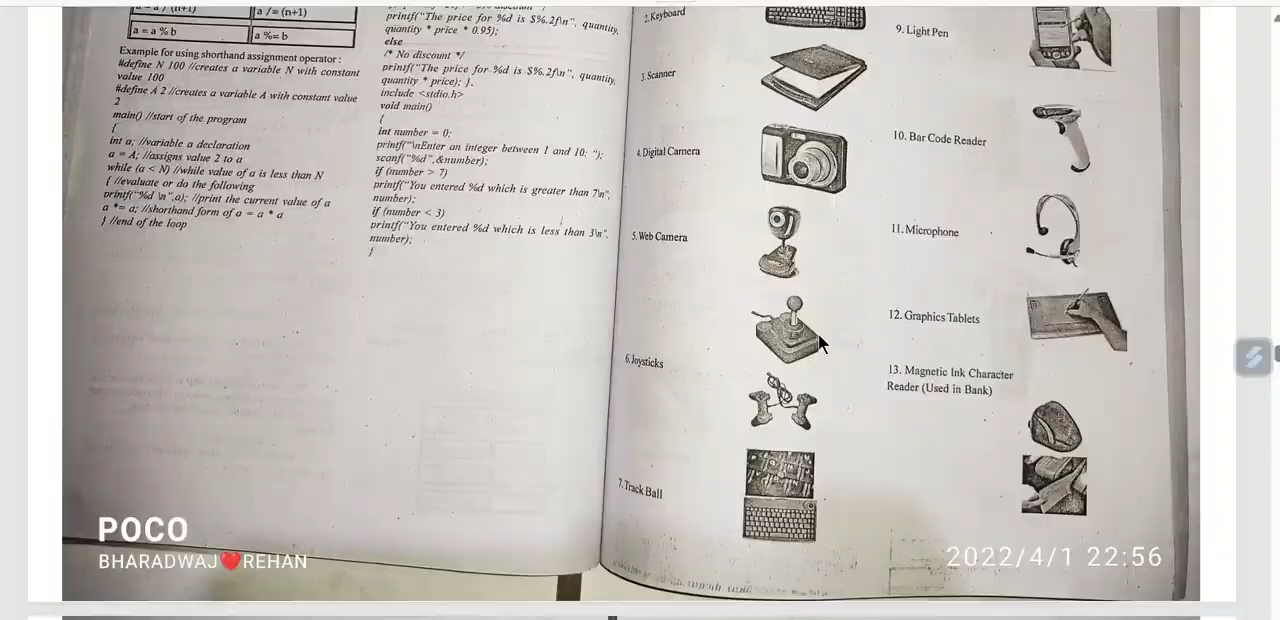 a /= (n+1)
a = a % b
a %= b
Example for using shorthand assignment operator :
#define N 100 //creates a variable N with constant
value 100
#define A 2 //creates a variable A with constant value
2
main() //start of the program
{
int a; //variable a declaration
a = A; //assigns value 2 to a
while (a < N) //while value of a is less than N
{ //evaluate or do the following
printf("%d \n",a); //print the current value of a
a *= a; //shorthand form of a = a * a
} //end of the loop
printf("The price for %d is $%.2f\n", quantity,
quantity * price * 0.95);
else
/* No discount */
printf("The price for %d is $%.2f\n", quantity,
quantity * price); }.
include <stdio.h>
void main()
{
int number = 0;
printf("\nEnter an integer between 1 and 10; ");
scanf("%d",&number);
if (number > 7)
printf("You entered %d which is greater than 7\n";
number);
if (number < 3)
printf("You entered %d which is less than 3\n",
number);
}
2. Keyboard
3. Scanner
4. Digital Camera
5. Web Camera
6. Joysticks
7. Track Ball
9. Light Pen
10. Bar Code Reader
11. Microphone
12. Graphics Tablets
13. Magnetic Ink Character
Reader (Used in Bank)
POCO
BHARADWAJ❤️REHAN
2022/4/1 22:56